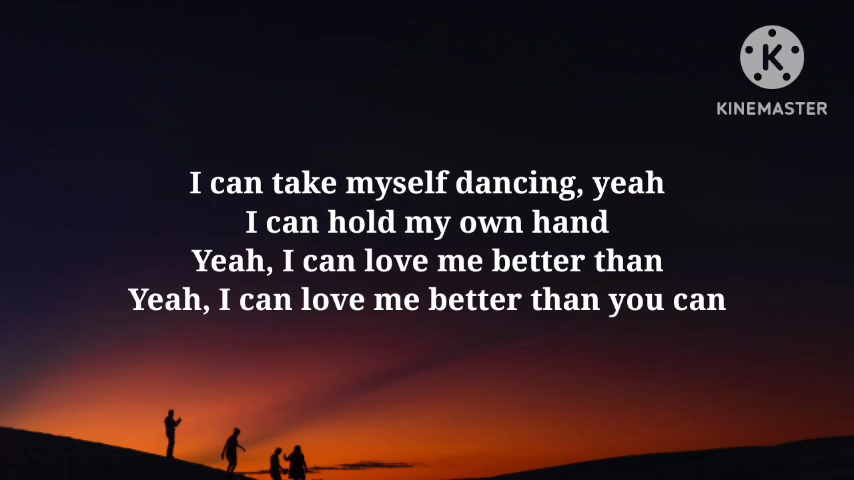 KINEMASTER
I can take myself dancing, yeah
I can hold my own hand
Yeah, I can love me better than
Yeah, I can love me better than you can